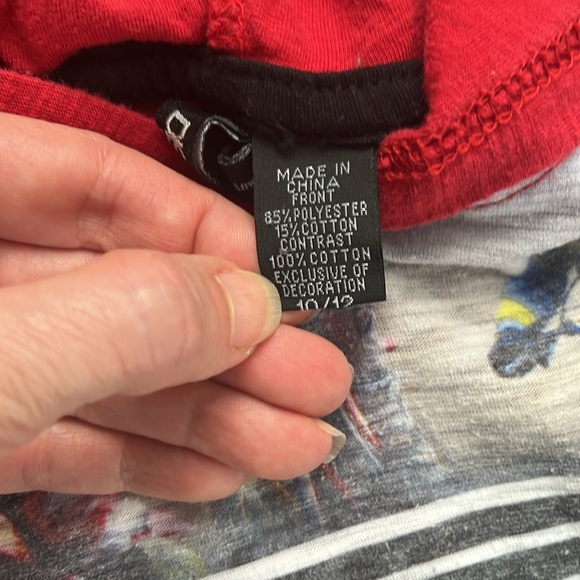 MADE IN
CHINA
FRONT
85% POLYESTER
15% COTTON
CONTRAST
100% COTTON
EXCLUSIVE OF
DECORATION
10/12